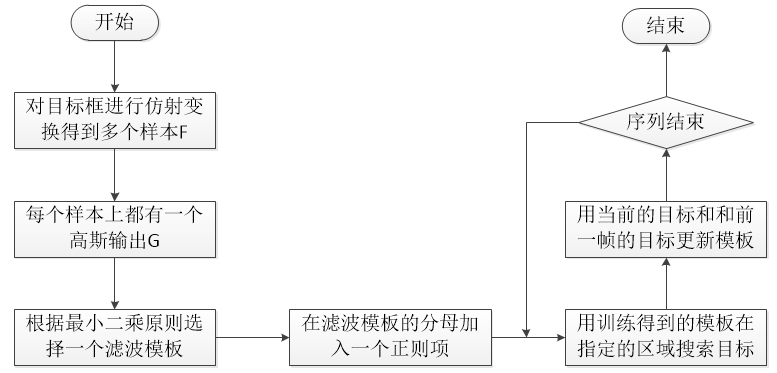 开始
对目标框进行仿射变
换得到多个样本F
每个样本上都有一个
高斯输出G
根据最小二乘原则选
择一个滤波模板
在滤波模板的分母加
入一个正则项
用训练得到的模板在
指定的区域搜索目标
用当前的目标和和前
一帧的目标更新模板
序列结束
结束